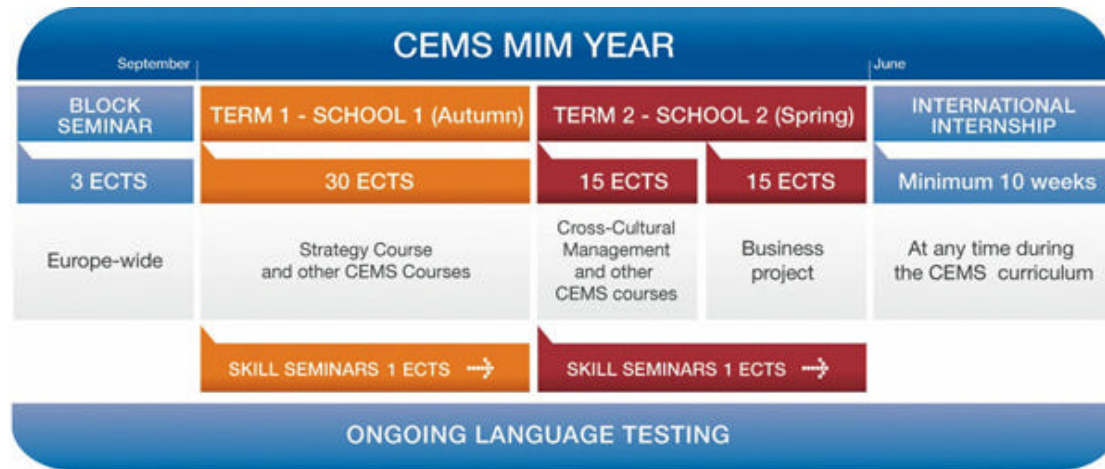 CEMS MIM YEAR
September
June
BLOCK
SEMINAR
TERM 1 - SCHOOL 1 (Autumn)
TERM 2 - SCHOOL 2 (Spring)
INTERNATIONAL
INTERNSHIP
3 ECTS
30 ECTS
15 ECTS
15 ECTS
Minimum 10 weeks
Europe-wide
Strategy Course
and other CEMS Courses
Cross-Cultural
Management
and other
CEMS courses
Business
project
At any time during
the CEMS curriculum
SKILL SEMINARS 1 ECTS
SKILL SEMINARS 1 ECTS
ONGOING LANGUAGE TESTING